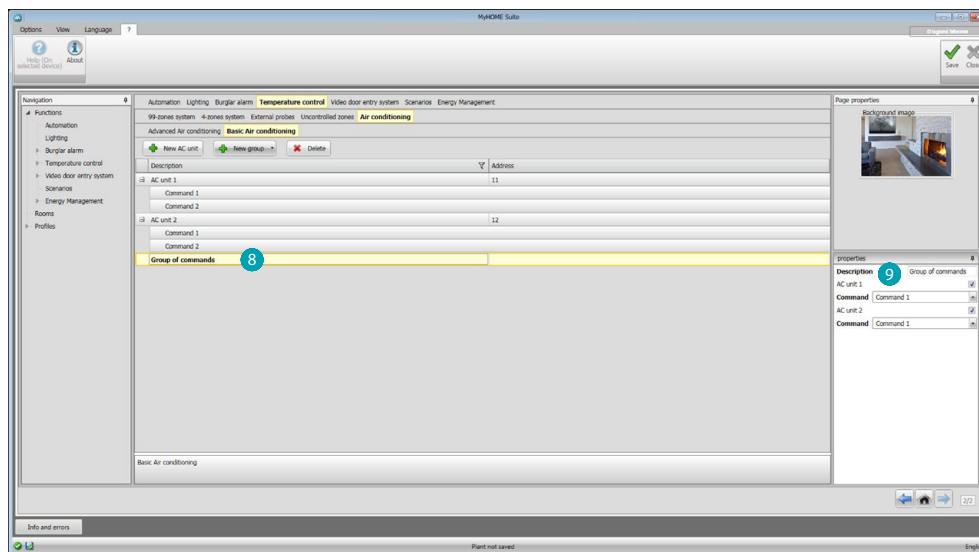 MyHOME Suite
Options View Language ?
Help (On selected device)
About
Save Close
Navigation
Functions
Automation
Lighting
Burglar alarm
Temperature control
Video door entry system
Scenarios
Energy Management
Rooms
Profiles
Automation Lighting Burglar alarm Temperature control Video door entry system Scenarios Energy Management
99-zones system 4-zones system External probes Uncontrolled zones Air conditioning
Advanced Air conditioning Basic Air conditioning
New AC unit New group Delete
Description Address
AC unit 1 11
Command 1
Command 2
AC unit 2 12
Command 1
Command 2
Group of commands 8
Basic Air conditioning
Page properties
Background image
properties
Description 9 Group of commands
AC unit 1
Command Command 1
AC unit 2
Command Command 1
2/2
Info and errors
Plant not saved
Engli